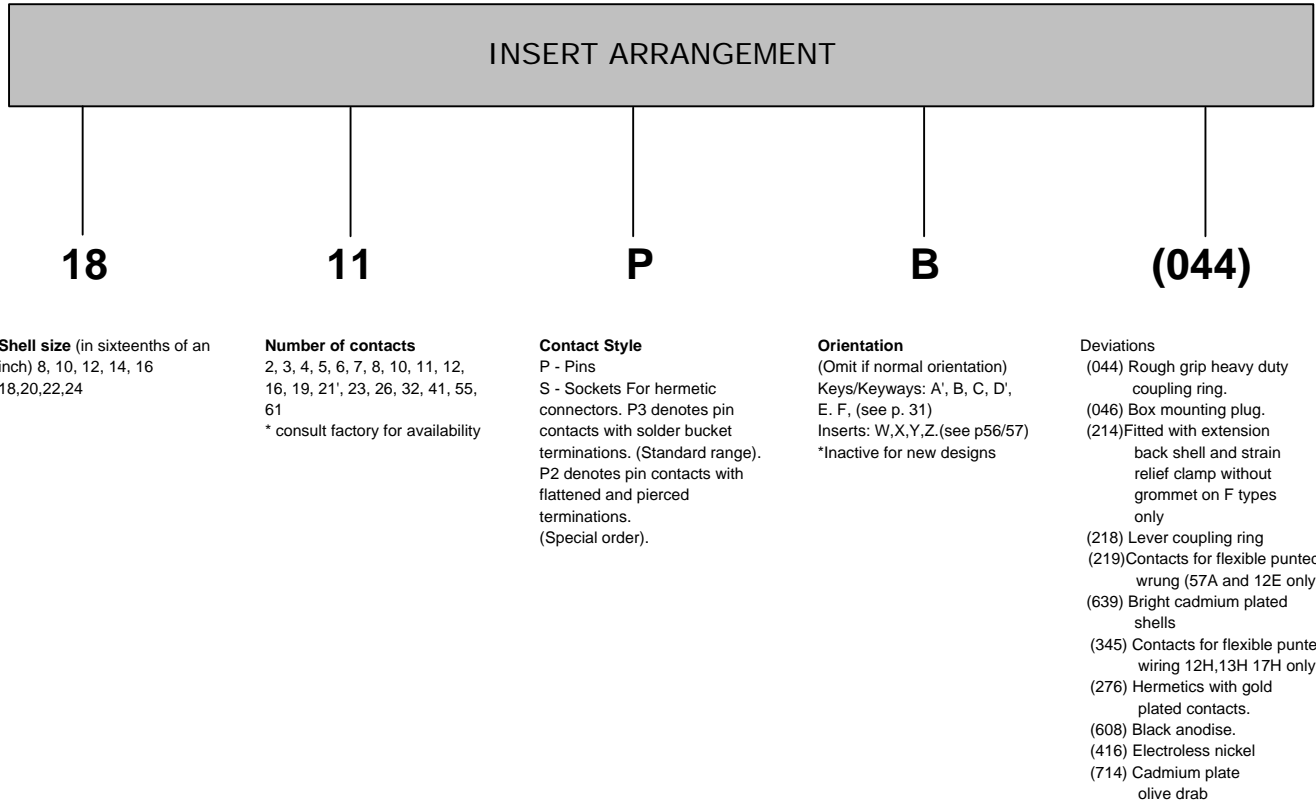 INSERT ARRANGEMENT
18
11
P
B
(044)
Shell size (in sixteenths of an
inch) 8, 10, 12, 14, 16
18,20,22,24
Number of contacts
2, 3, 4, 5, 6, 7, 8, 10, 11, 12,
16, 19, 21', 23, 26, 32, 41, 55,
61
* consult factory for availability
Contact Style
P - Pins
S - Sockets For hermetic
connectors. P3 denotes pin
contacts with solder bucket
terminations. (Standard range).
P2 denotes pin contacts with
flattened and pierced
terminations.
(Special order).
Orientation
(Omit if normal orientation)
Keys/Keyways: A', B, C, D',
E. F, (see p. 31)
Inserts: W,X,Y,Z.(see p56/57)
*Inactive for new designs
Deviations
(044) Rough grip heavy duty
coupling ring.
(046) Box mounting plug.
(214)Fitted with extension
back shell and strain
relief clamp without
grommet on F types
only
(218) Lever coupling ring
(219)Contacts for flexible punted
wrung (57A and 12E only
(639) Bright cadmium plated
shells
(345) Contacts for flexible punte
wiring 12H,13H 17H only
(276) Hermetics with gold
plated contacts.
(608) Black anodise.
(416) Electroless nickel
(714) Cadmium plate
olive drab